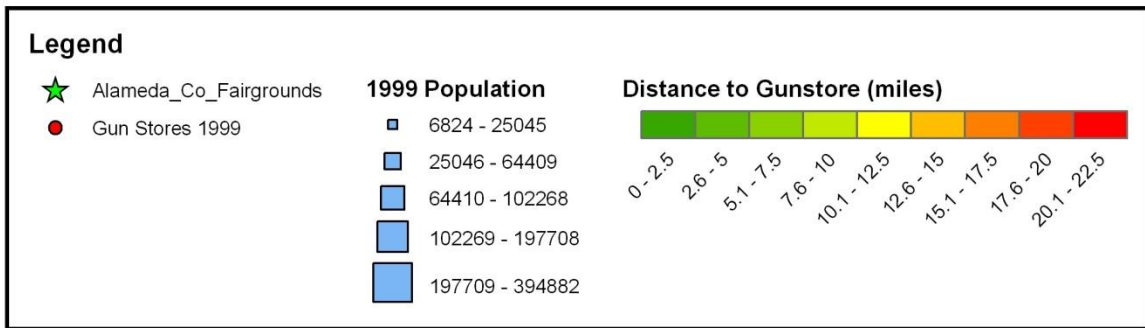 Legend
Alameda_Co_Fairgrounds
Gun Stores 1999
1999 Population
6824 - 25045
25046 - 64409
64410 - 102268
102269 - 197708
197709 - 394882
Distance to Gunstore (miles)
0 - 2.5
2.6 - 5
5.1 - 7.5
7.6 - 10
10.1 - 12.5
12.6 - 15
15.1 - 17.5
17.6 - 20
20.1 - 22.5